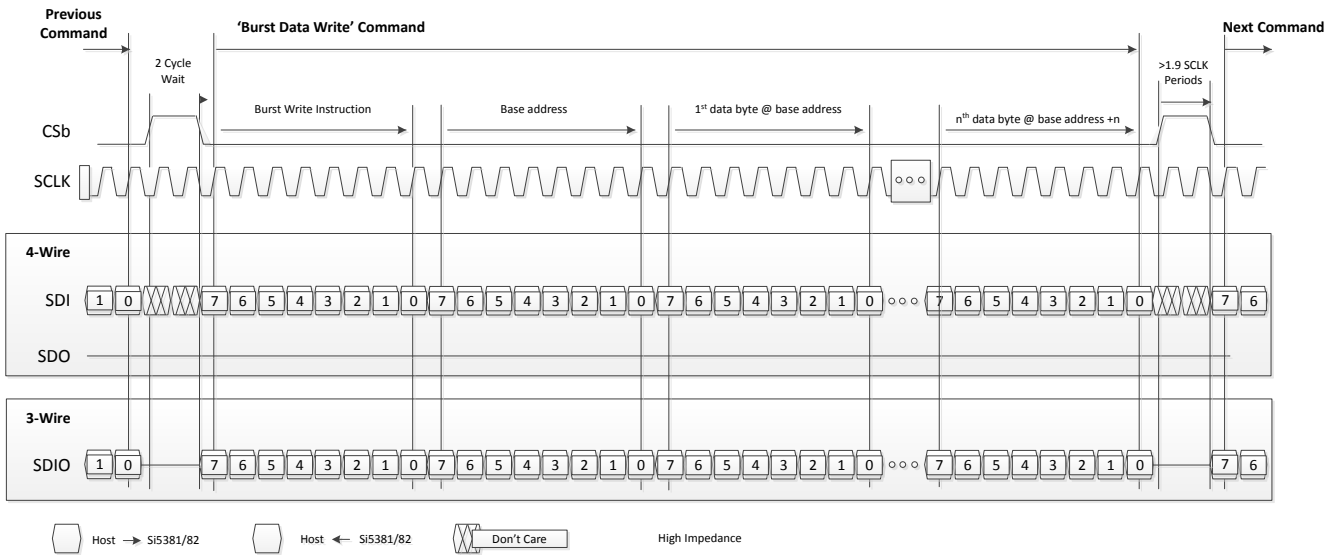 Previous
Command
'Burst Data Write' Command
Next Command
2 Cycle
Wait
>1.9 SCLK
Periods
Burst Write Instruction
Base address
1st data byte @ base address
nth data byte @ base address +n
CSb
SCLK
4-Wire
SDI 1 0 7 6 5 4 3 2 1 0 7 6 5 4 3 2 1 0 7 6 5 4 3 2 1 0 7 6 5 4 3 2 1 0 7 6
SDO
3-Wire
SDIO 1 0 7 6 5 4 3 2 1 0 7 6 5 4 3 2 1 0 7 6 5 4 3 2 1 0 7 6 5 4 3 2 1 0 7 6
Host → Si5381/82 Host ← Si5381/82 Don't Care High Impedance